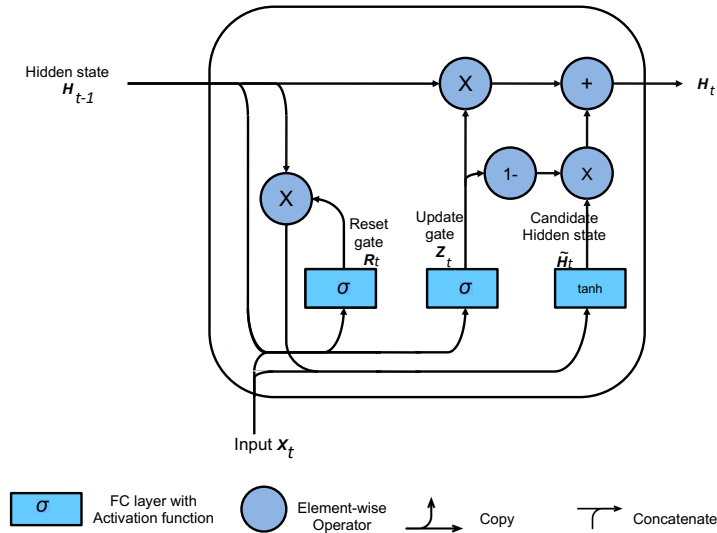 Hidden state
H t-1
X
+
H t
1-
X
X
Reset
gate
Rt
Update
gate
Z t
Candidate
Hidden state
H̃ t
σ
σ
tanh
Input X t
σ
FC layer with
Activation function
Element-wise
Operator
Copy
Concatenate